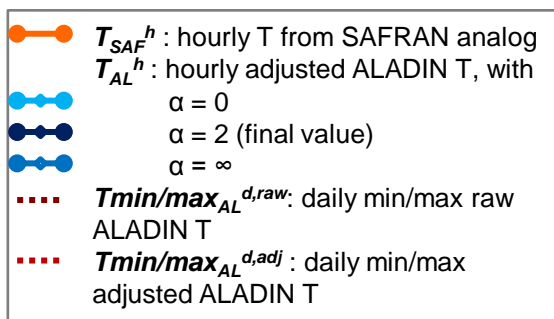 T_SAF^h : hourly T from SAFRAN analog
T_AL^h : hourly adjusted ALADIN T, with
α = 0
α = 2 (final value)
α = ∞
Tmin/max_AL^d,raw: daily min/max raw
ALADIN T
Tmin/max_AL^d,adj : daily min/max
adjusted ALADIN T